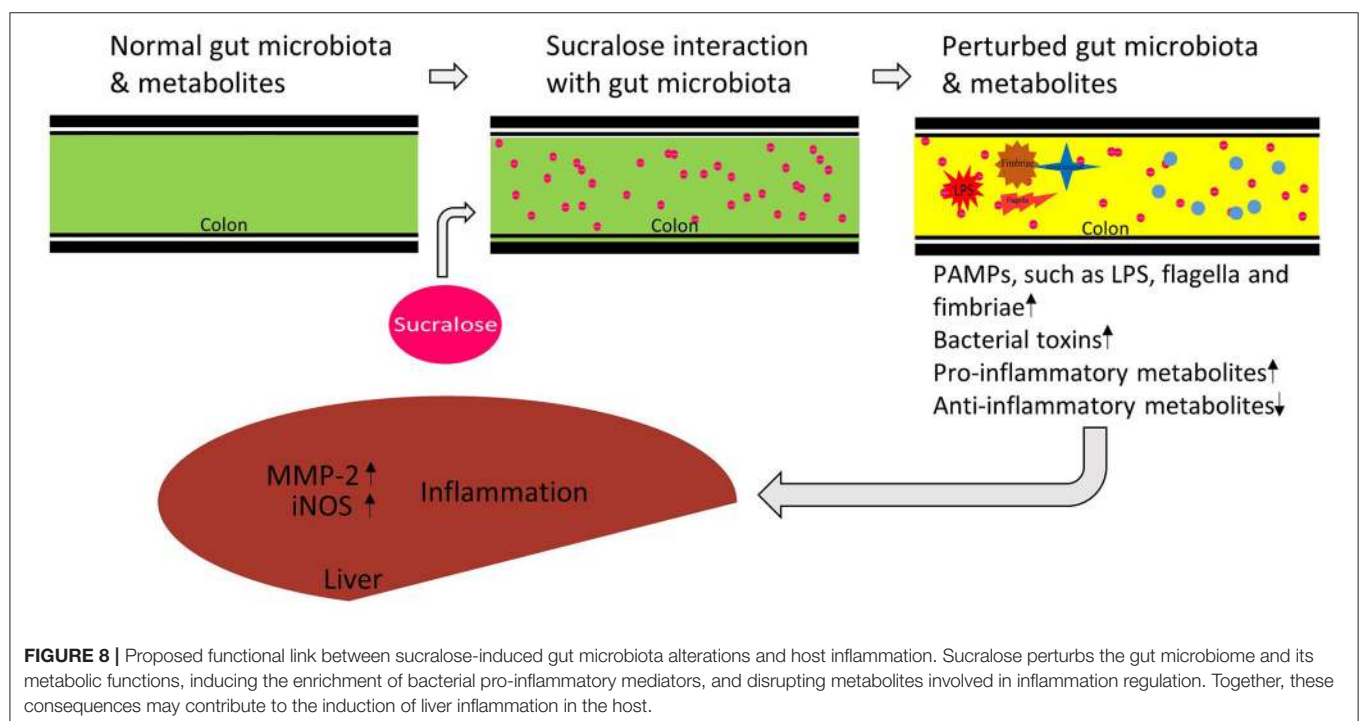 Normal gut microbiota
& metabolites
Sucralose interaction
with gut microbiota
Perturbed gut microbiota
& metabolites
Colon
Colon
LPS
Fimbriae
Flagella
Colon
Sucralose
PAMPs, such as LPS, flagella and
fimbriae↑
Bacterial toxins↑
Pro-inflammatory metabolites↑
Anti-inflammatory metabolites↓
MMP-2↑
iNOS ↑
Inflammation
Liver
FIGURE 8 | Proposed functional link between sucralose-induced gut microbiota alterations and host inflammation. Sucralose perturbs the gut microbiome and its
metabolic functions, inducing the enrichment of bacterial pro-inflammatory mediators, and disrupting metabolites involved in inflammation regulation. Together, these
consequences may contribute to the induction of liver inflammation in the host.